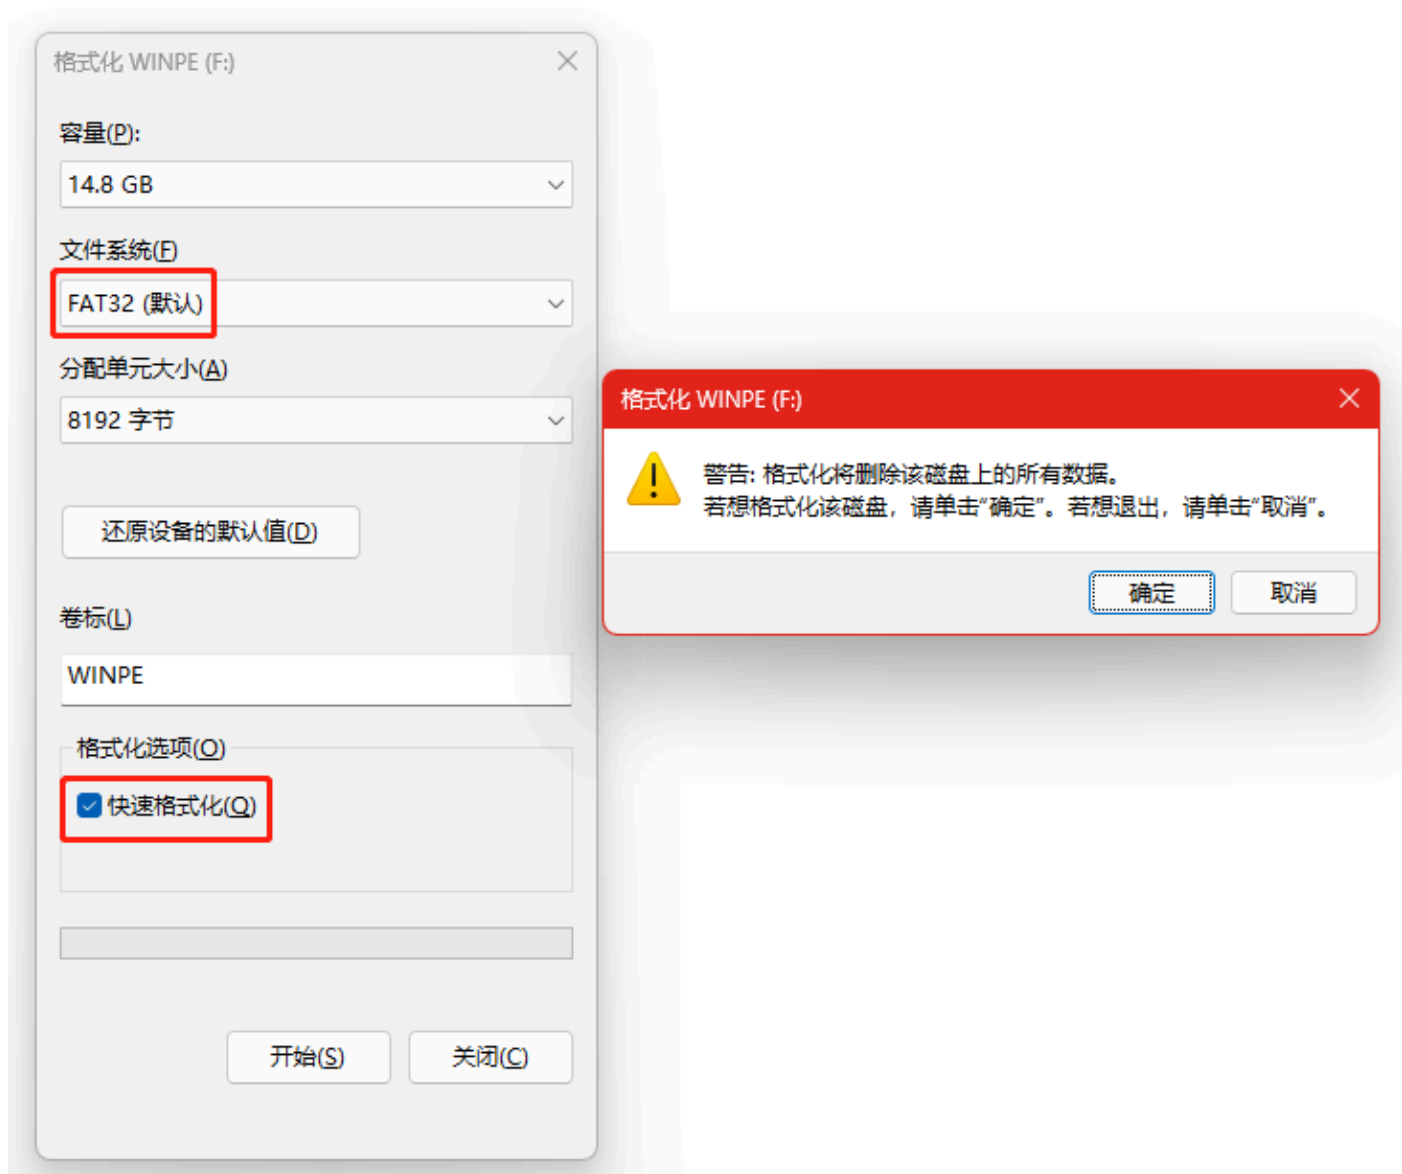 格式化 WINPE (F:)
容量(P):
14.8 GB
文件系统(F)
FAT32 (默认)
分配单元大小(A)
8192 字节
还原设备的默认值(D)
卷标(L)
WINPE
格式化选项(O)
快速格式化(Q)
开始(S)
关闭(C)
格式化 WINPE (F:)
警告: 格式化将删除该磁盘上的所有数据。
若想格式化该磁盘，请单击“确定”。若想退出，请单击“取消”。
确定
取消